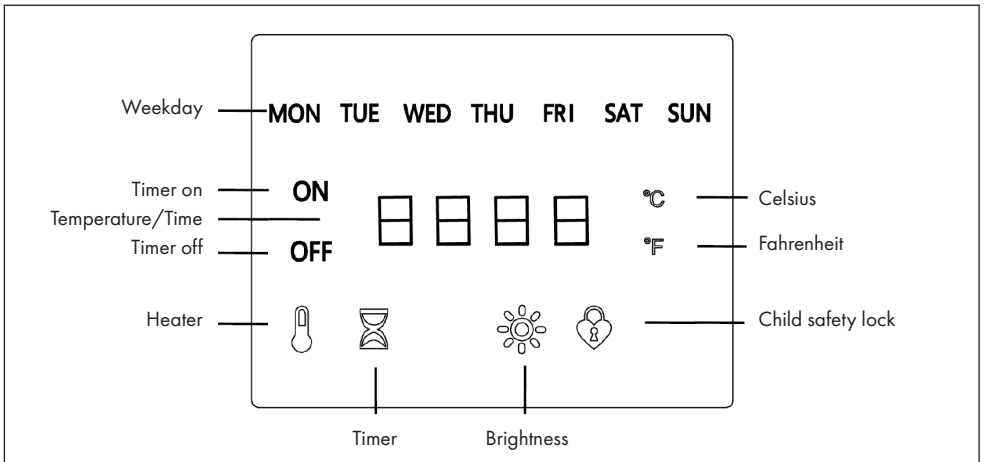 Weekday MON TUE WED THU FRI SAT SUN
Timer on ON
Temperature/Time 8888 °C Celsius
Timer off OFF °F Fahrenheit
Heater Child safety lock
Timer Brightness